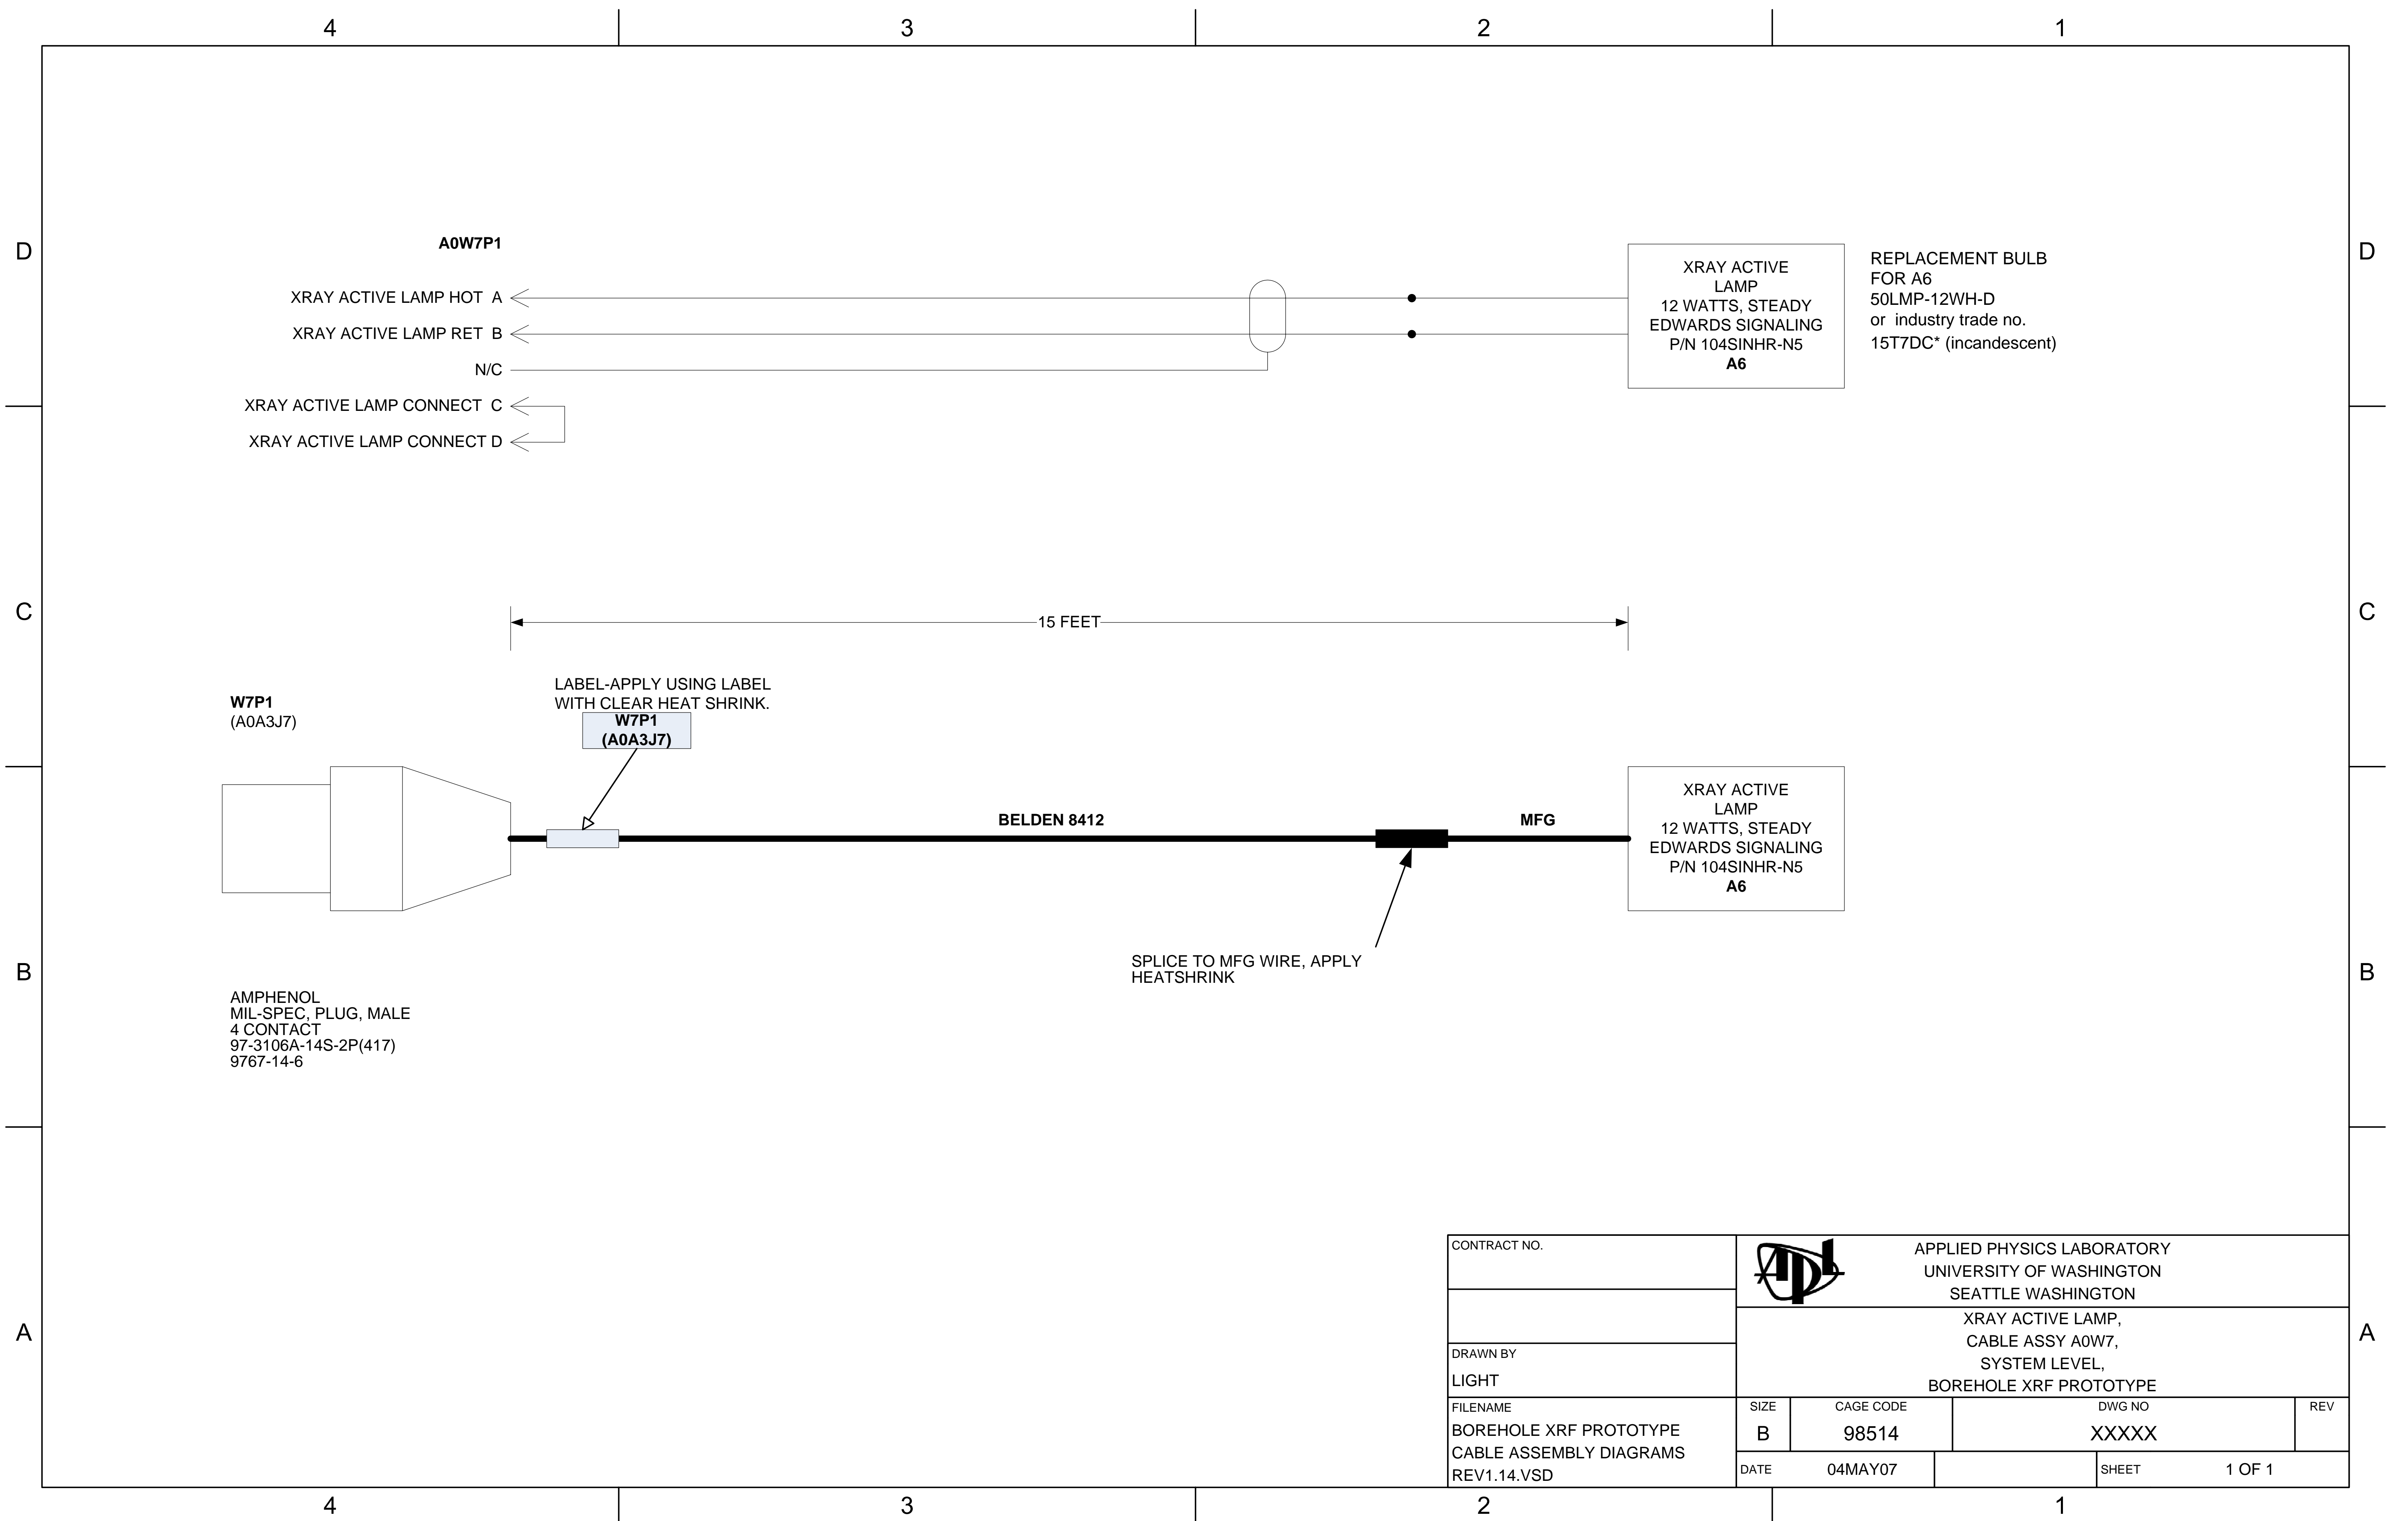 4 3 2 1
D D
A0W7P1
XRAY ACTIVE LAMP HOT A
XRAY ACTIVE LAMP RET B
N/C
XRAY ACTIVE LAMP CONNECT C
XRAY ACTIVE LAMP CONNECT D
XRAY ACTIVE
LAMP
12 WATTS, STEADY
EDWARDS SIGNALING
P/N 104SINHR-N5
A6
REPLACEMENT BULB
FOR A6
50LMP-12WH-D
or industry trade no.
15T7DC* (incandescent)
C C
15 FEET
W7P1
(A0A3J7)
LABEL-APPLY USING LABEL
WITH CLEAR HEAT SHRINK.
W7P1
(A0A3J7)
BELDEN 8412
MFG
XRAY ACTIVE
LAMP
12 WATTS, STEADY
EDWARDS SIGNALING
P/N 104SINHR-N5
A6
SPLICE TO MFG WIRE, APPLY
HEATSHRINK
B B
AMPHENOL
MIL-SPEC, PLUG, MALE
4 CONTACT
97-3106A-14S-2P(417)
9767-14-6
A A
CONTRACT NO.
DRAWN BY
LIGHT
FILENAME
BOREHOLE XRF PROTOTYPE
CABLE ASSEMBLY DIAGRAMS
REV1.14.VSD
APL
APPLIED PHYSICS LABORATORY
UNIVERSITY OF WASHINGTON
SEATTLE WASHINGTON
XRAY ACTIVE LAMP,
CABLE ASSY A0W7,
SYSTEM LEVEL,
BOREHOLE XRF PROTOTYPE
SIZE
B
CAGE CODE
98514
DWG NO
XXXXX
REV
DATE 04MAY07
SHEET 1 OF 1
4 3 2 1